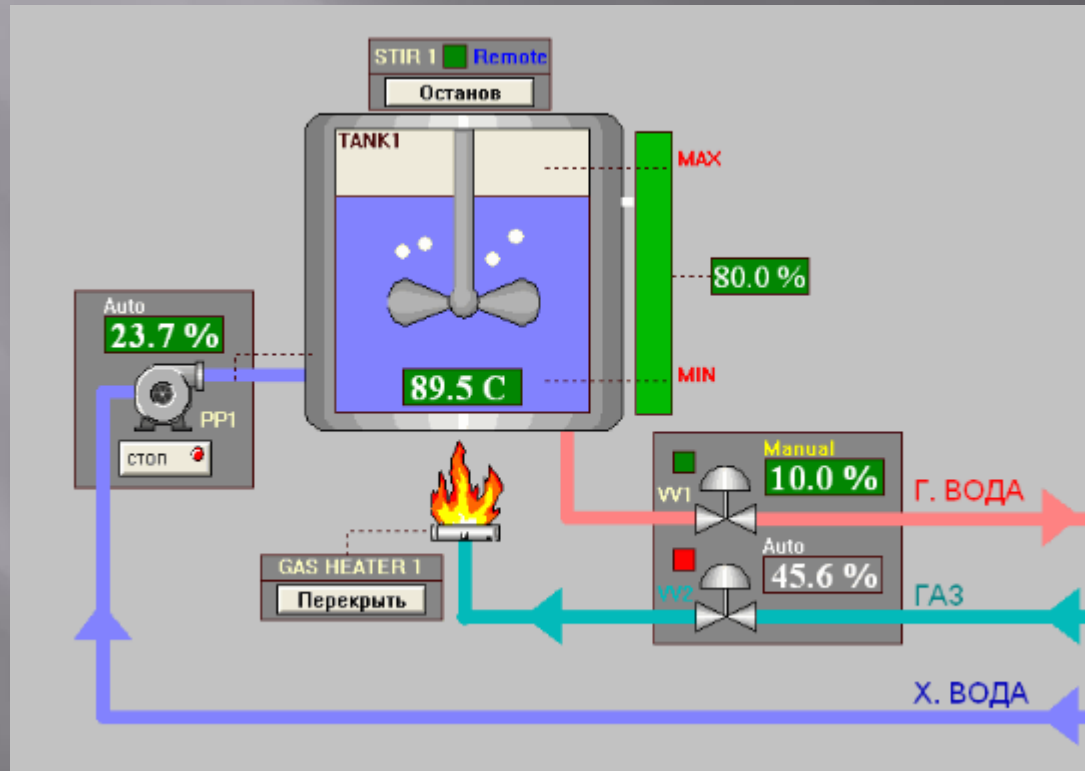 STIR 1 Remote
Останов
TANK1
MAX
80.0 %
MIN
89.5 C
Auto
23.7 %
PP1
стоп
Manual
10.0 %
VV1
Г. ВОДА
Auto
45.6 %
VV2
ГАЗ
GAS HEATER 1
Перекрыть
Х. ВОДА